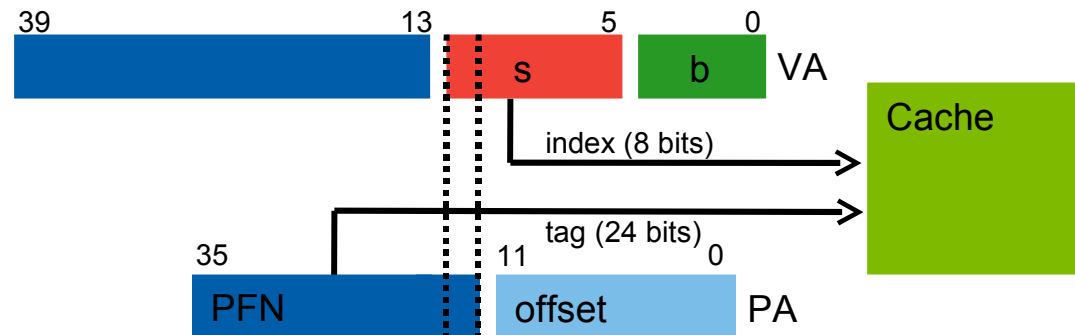 39 13 5 0
s b VA
Cache
index (8 bits)
tag (24 bits)
35 11 0
PFN offset PA